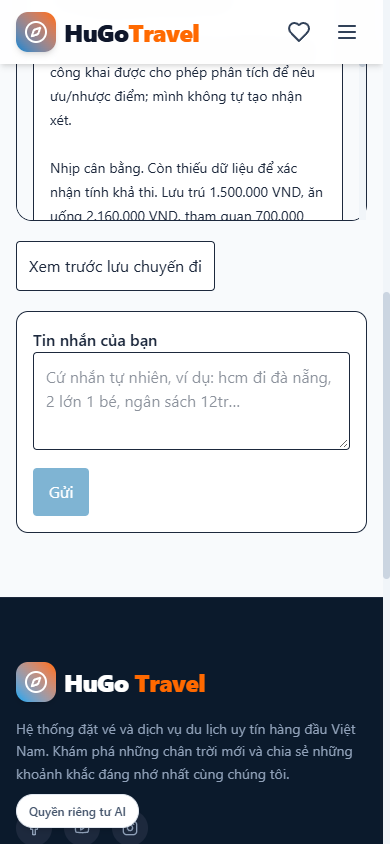 HuGoTravel
công khai được cho phép phân tích để nêu
ưu/nhược điểm; mình không tự tạo nhận
xét.
Nhịp cân bằng. Còn thiếu dữ liệu để xác
nhận tính khả thi. Lưu trú 1.500.000 VND, ăn
uống 2.160.000 VND, tham quan 700.000
Xem trước lưu chuyến đi
Tin nhắn của bạn
Cứ nhắn tự nhiên, ví dụ: hcm đi đà nẵng,
2 lớn 1 bé, ngân sách 12tr...
Gửi
HuGo Travel
Hệ thống đặt vé và dịch vụ du lịch uy tín hàng đầu Việt
Nam. Khám phá những chân trời mới và chia sẻ những
khoảnh khắc đáng nhớ nhất cùng chúng tôi.
Quyền riêng tư AI